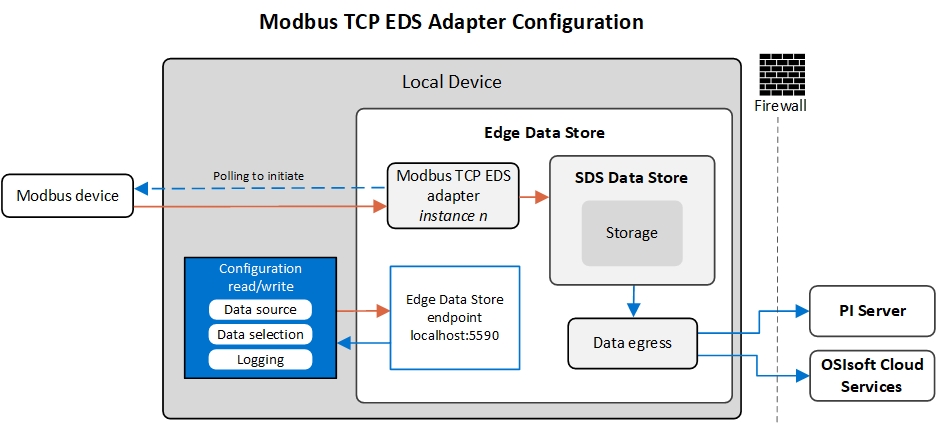 Modbus TCP EDS Adapter Configuration
Local Device
Firewall
Edge Data Store
Polling to initiate
Modbus device
Modbus TCP EDS
adapter
instance n
SDS Data Store
Storage
Configuration
read/write
Data source
Data selection
Logging
Edge Data Store
endpoint
localhost:5590
Data egress
PI Server
OSIsoft Cloud
Services